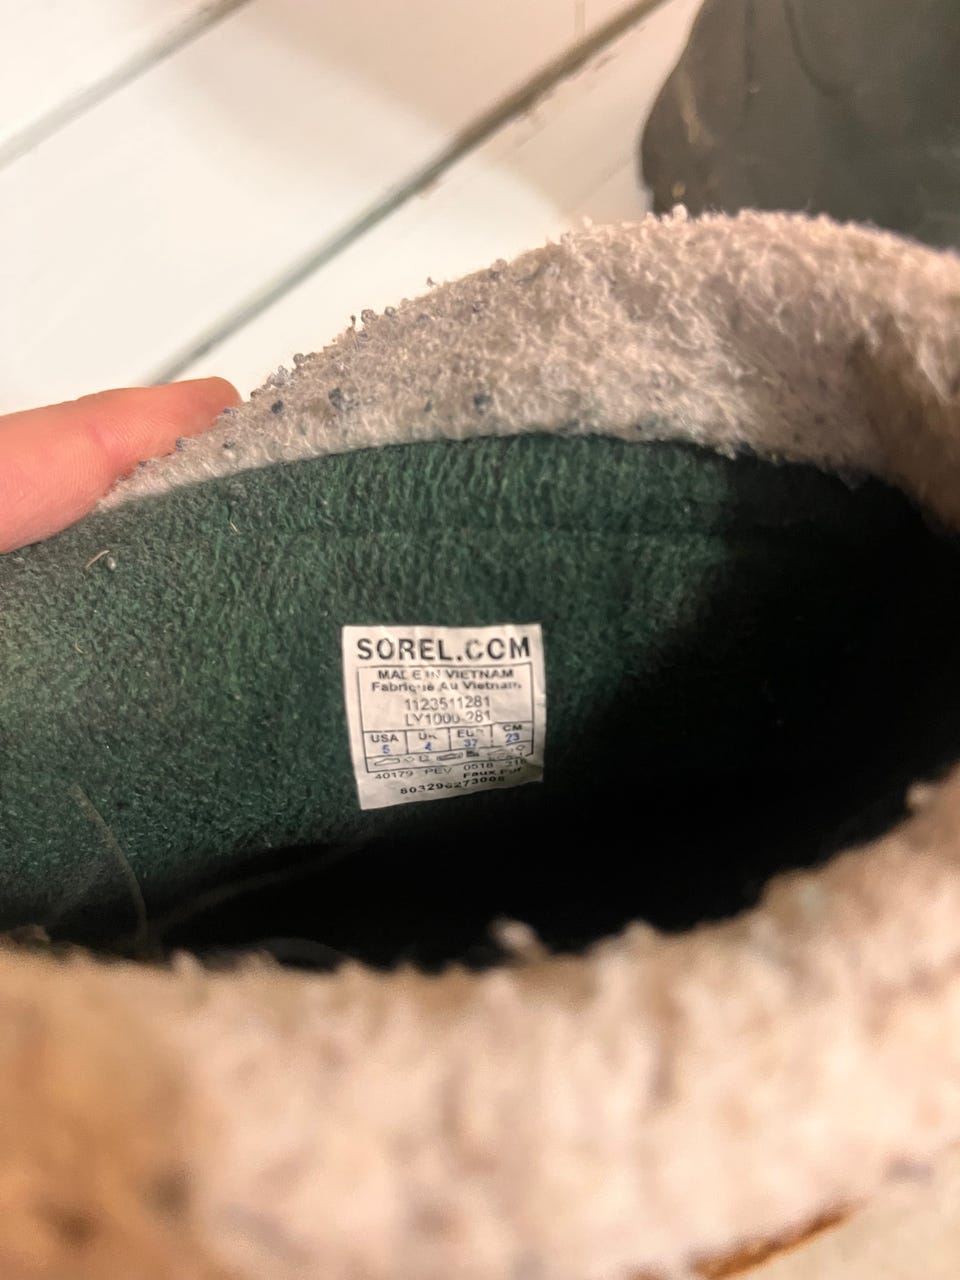 SOREL.COM
MADE IN VIETNAM
Fabriqué Au Vietnam
1123511281
LY1000-281
USA UK EUR CM
5 4 37 23
40179 PEV 0518
Faux Fur